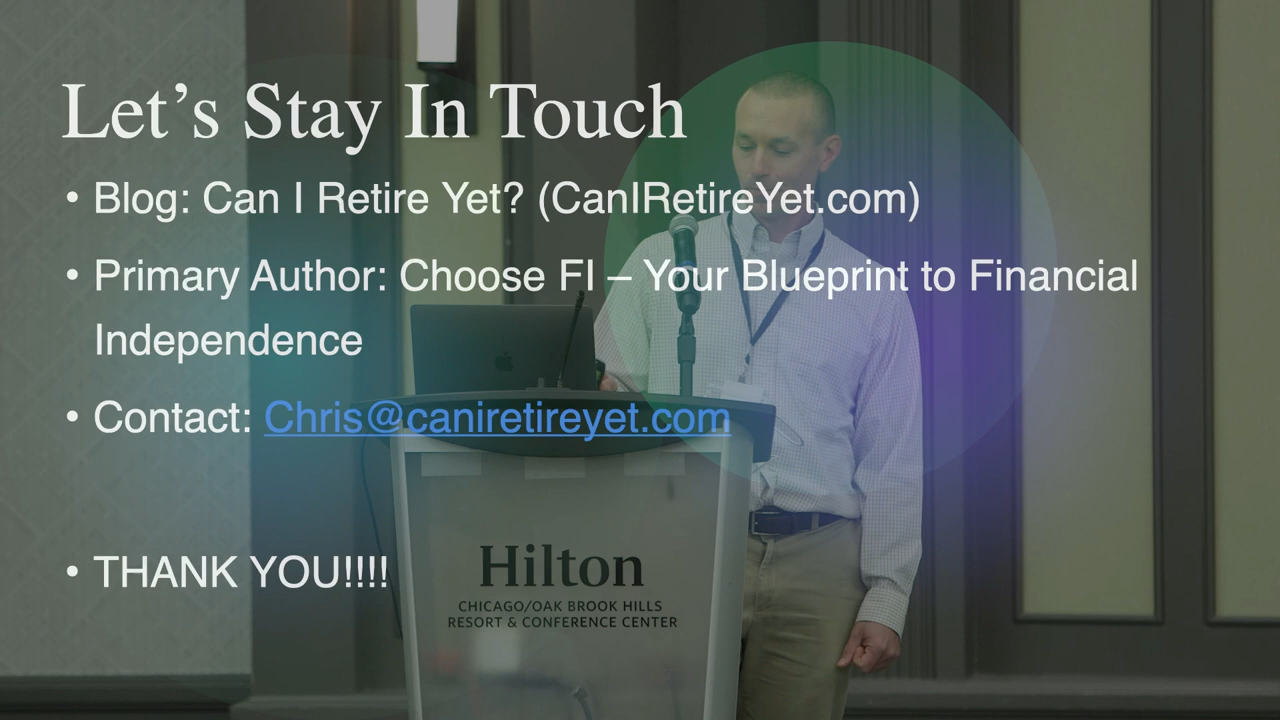 Let’s Stay In Touch
• Blog: Can I Retire Yet? (CanIRetireYet.com)
• Primary Author: Choose FI – Your Blueprint to Financial
Independence
• Contact: Chris@caniretireyet.com
• THANK YOU!!!!
Hilton
CHICAGO/OAK BROOK HILLS
RESORT & CONFERENCE CENTER